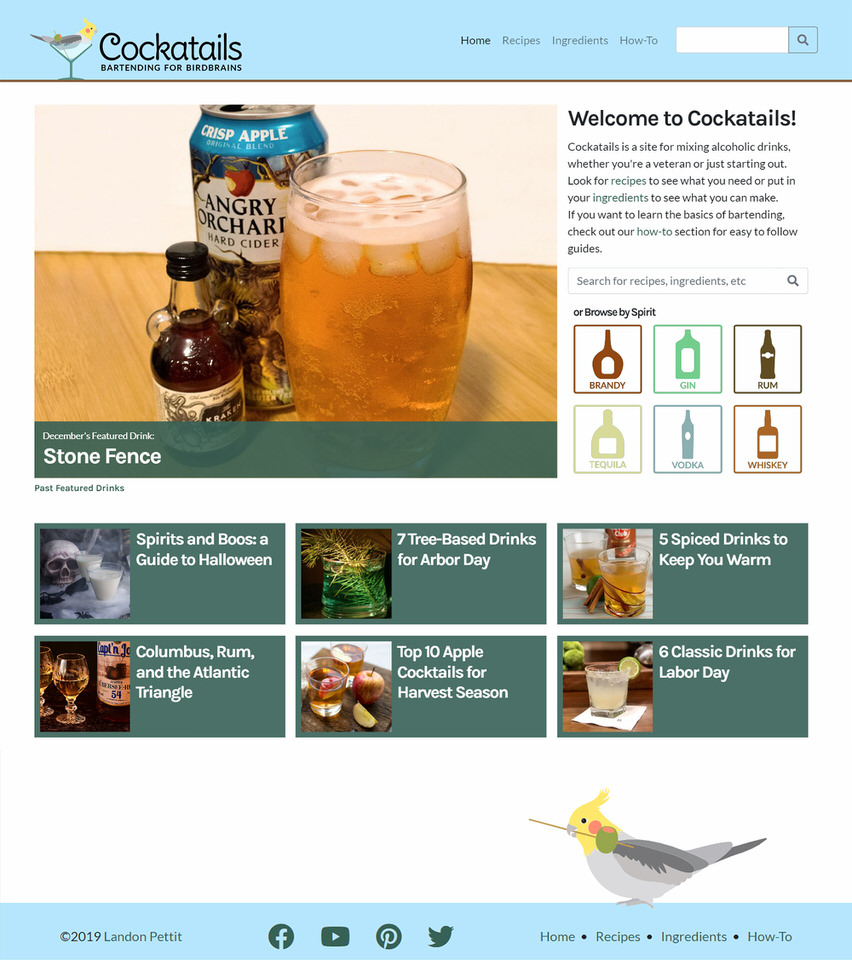 Cockatails
BARTENDING FOR BIRDBRAINS
Home Recipes Ingredients How-To
CRISP APPLE
ORIGINAL BLEND
ANGRY
ORCHARD
HARD CIDER
KRAKEN
December's Featured Drink:
Stone Fence
Past Featured Drinks
Welcome to Cockatails!
Cockatails is a site for mixing alcoholic drinks,
whether you're a veteran or just starting out.
Look for recipes to see what you need or put in
your ingredients to see what you can make.
If you want to learn the basics of bartending,
check out our how-to section for easy to follow
guides.
Search for recipes, ingredients, etc
or Browse by Spirit
BRANDY GIN RUM
TEQUILA VODKA WHISKEY
Spirits and Boos: a
Guide to Halloween
7 Tree-Based Drinks
for Arbor Day
5 Spiced Drinks to
Keep You Warm
Columbus, Rum,
and the Atlantic
Triangle
54
Top 10 Apple
Cocktails for
Harvest Season
6 Classic Drinks for
Labor Day
©2019 Landon Pettit
Home • Recipes • Ingredients • How-To